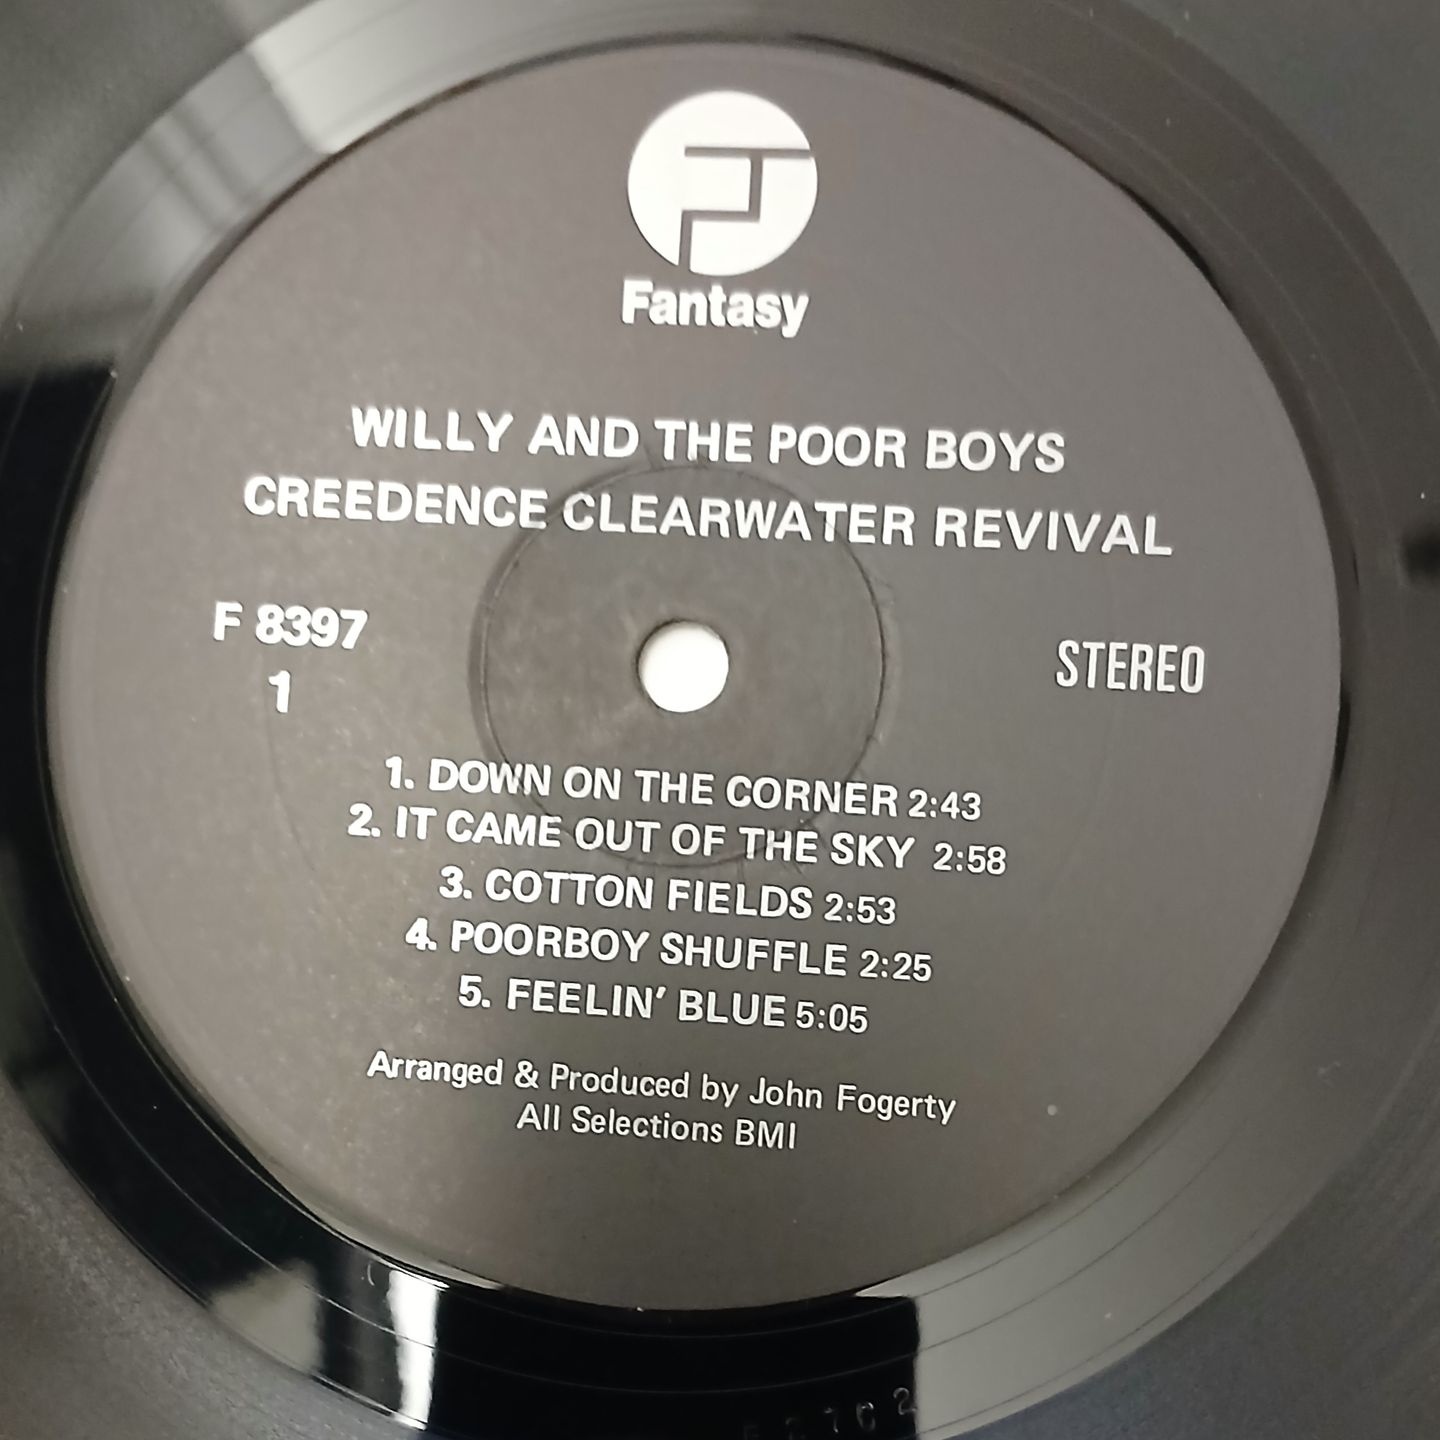 Fantasy
WILLY AND THE POOR BOYS
CREEDENCE CLEARWATER REVIVAL
F 8397
STEREO
1
1. DOWN ON THE CORNER 2:43
2. IT CAME OUT OF THE SKY 2:58
3. COTTON FIELDS 2:53
4. POORBOY SHUFFLE 2:25
5. FEELIN' BLUE 5:05
Arranged & Produced by John Fogerty
All Selections BMI